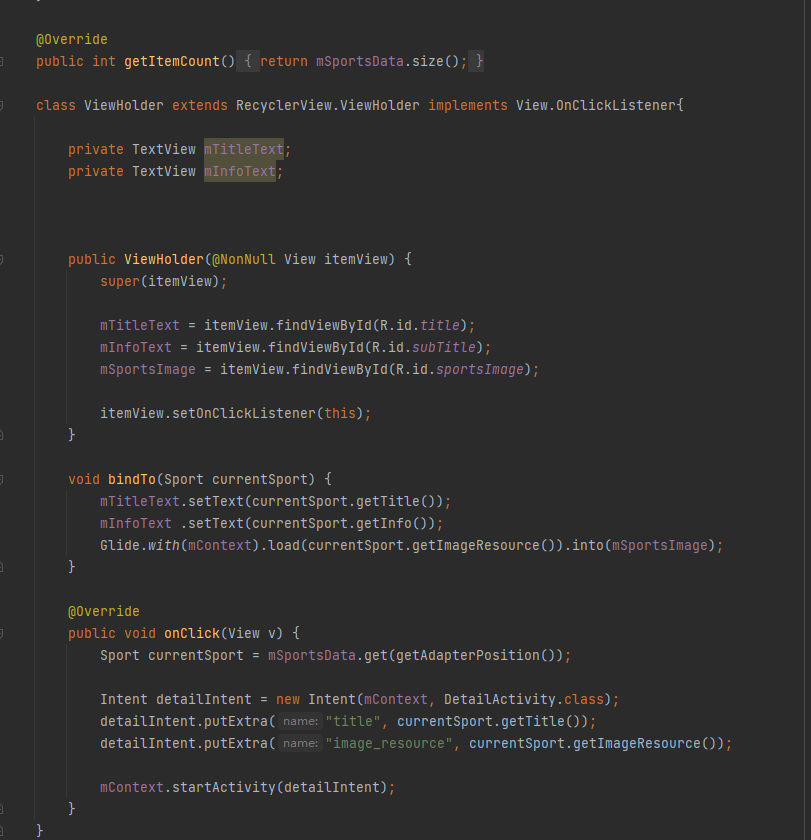 @Override
public int getItemCount() { return mSportsData.size(); }
class ViewHolder extends RecyclerView.ViewHolder implements View.OnClickListener{
private TextView mTitleText;
private TextView mInfoText;
public ViewHolder(@NonNull View itemView) {
super(itemView);
mTitleText = itemView.findViewById(R.id.title);
mInfoText = itemView.findViewById(R.id.subTitle);
mSportsImage = itemView.findViewById(R.id.sportsImage);
itemView.setOnClickListener(this);
}
void bindTo(Sport currentSport) {
mTitleText.setText(currentSport.getTitle());
mInfoText .setText(currentSport.getInfo());
Glide.with(mContext).load(currentSport.getImageResource()).into(mSportsImage);
}
@Override
public void onClick(View v) {
Sport currentSport = mSportsData.get(getAdapterPosition());
Intent detailIntent = new Intent(mContext, DetailActivity.class);
detailIntent.putExtra( name: "title", currentSport.getTitle());
detailIntent.putExtra( name: "image_resource", currentSport.getImageResource());
mContext.startActivity(detailIntent);
}
}